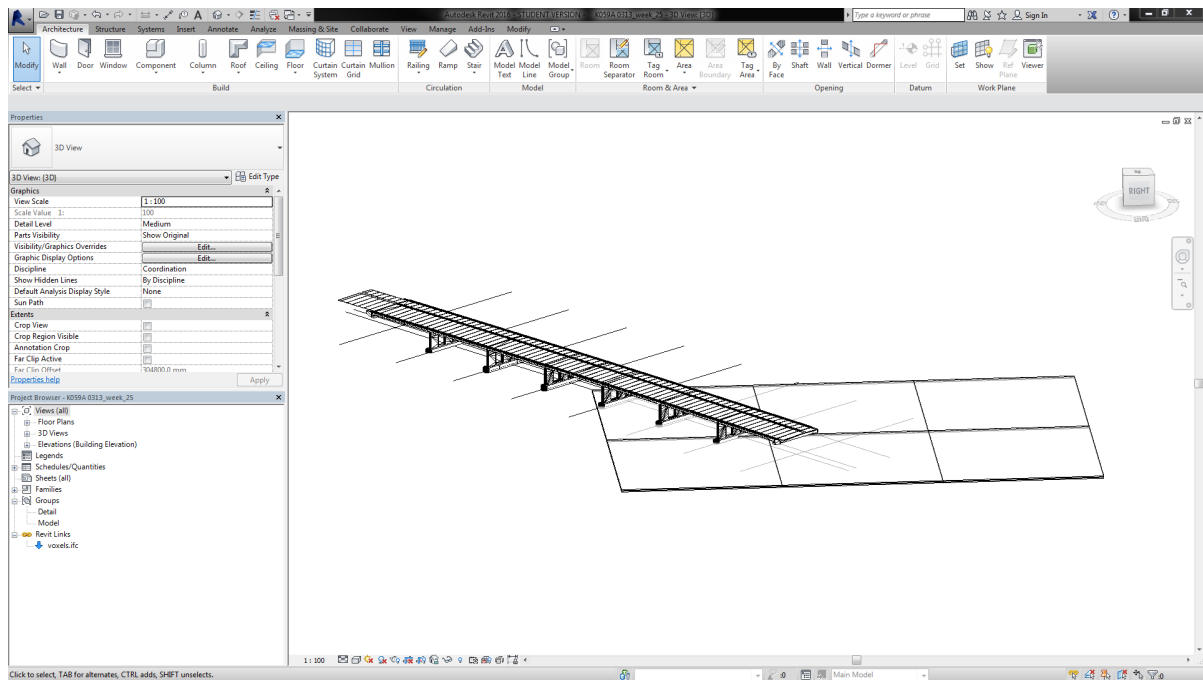 Autodesk Revit 2016 - STUDENT VERSION - K059A 0313_week_25 - 3D View: {3D}
Type a keyword or phrase
Sign In
Architecture Structure Systems Insert Annotate Analyze Massing & Site Collaborate View Manage Add-Ins Modify
Modify Wall Door Window Component Column Roof Ceiling Floor Curtain System Curtain Grid Mullion Railing Ramp Stair Model Text Model Line Model Group Room Room Separator Tag Room Area Area Boundary Tag Area By Face Shaft Wall Vertical Dormer Level Grid Set Show Ref Plane Viewer
Select Build Circulation Model Room & Area Opening Datum Work Plane
Properties
3D View
3D View: {3D} Edit Type
Graphics
View Scale 1 : 100
Scale Value 1: 100
Detail Level Medium
Parts Visibility Show Original
Visibility/Graphics Overrides Edit...
Graphic Display Options Edit...
Discipline Coordination
Show Hidden Lines By Discipline
Default Analysis Display Style None
Sun Path
Extents
Crop View
Crop Region Visible
Annotation Crop
Far Clip Active
Far Clip Offset 304800.0 mm
Properties help Apply
Project Browser - K059A 0313_week_25
Views (all)
Floor Plans
3D Views
Elevations (Building Elevation)
Legends
Schedules/Quantities
Sheets (all)
Families
Groups
Detail
Model
Revit Links
voxels.ifc
RIGHT
1 : 100
Click to select, TAB for alternates, CTRL adds, SHIFT unselects.
:0
Main Model
:0